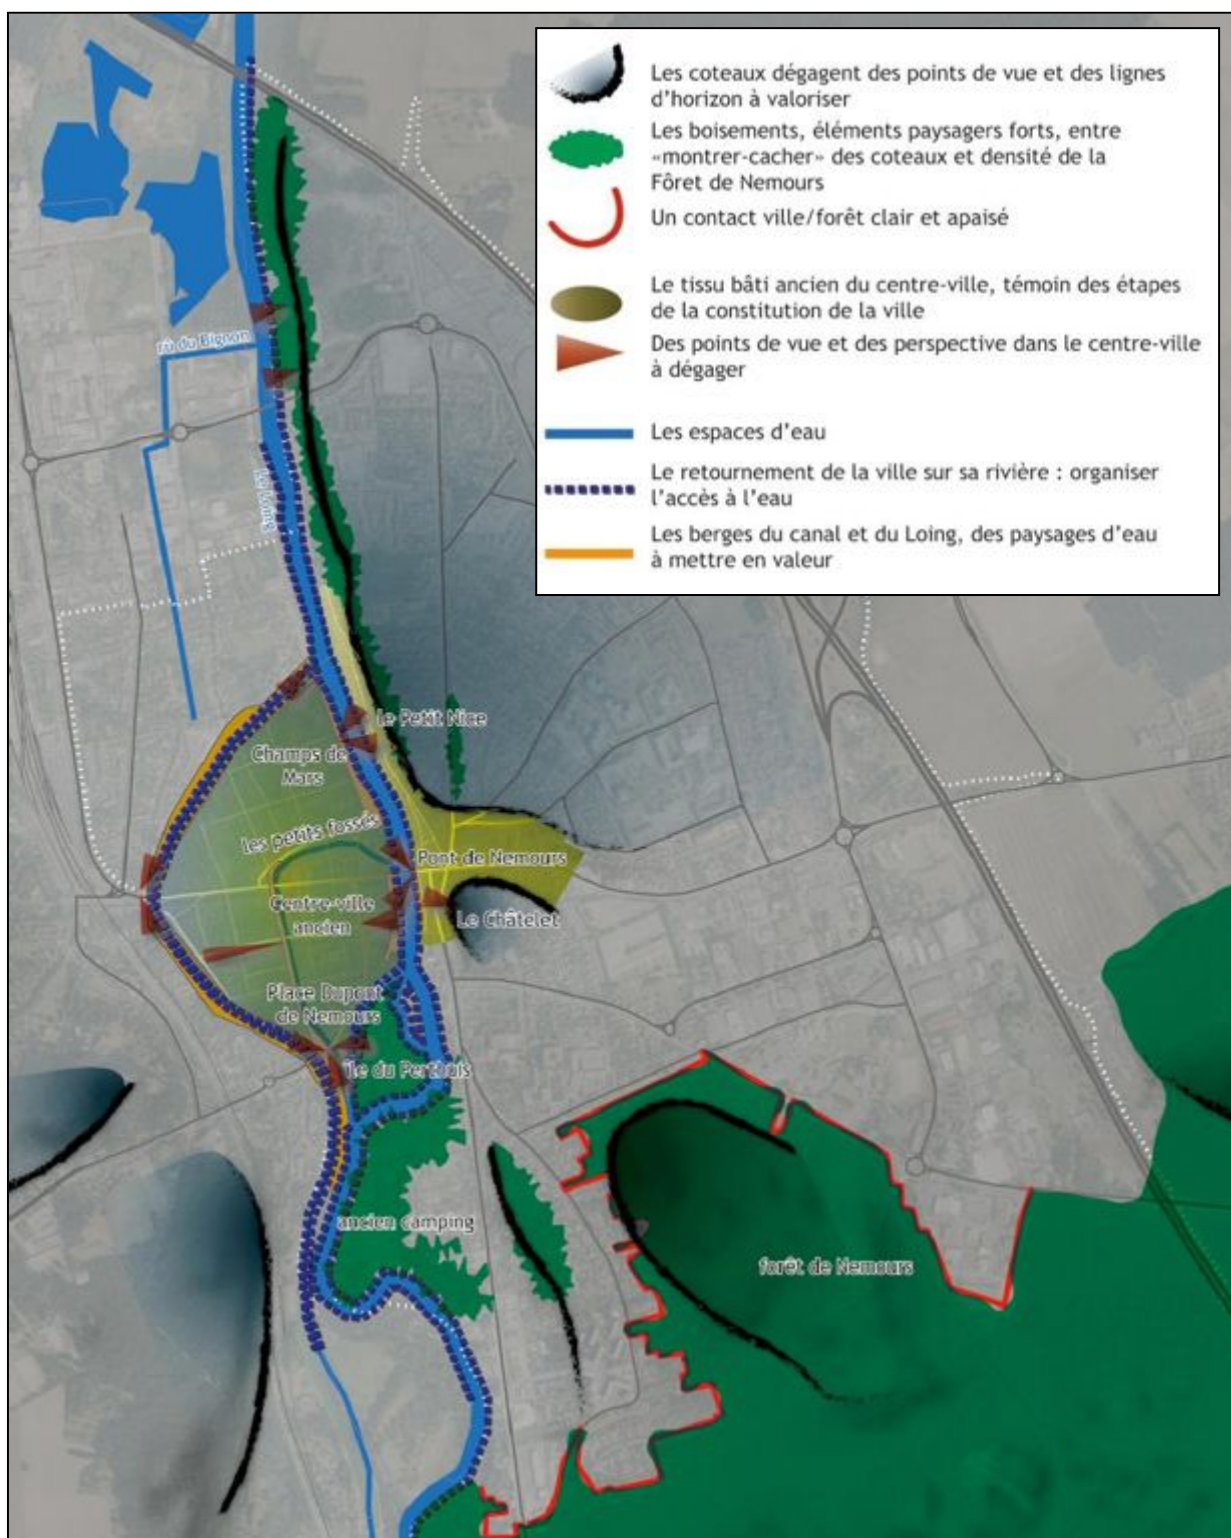 Les coteaux dégagent des points de vue et des lignes
d'horizon à valoriser
Les boisements, éléments paysagers forts, entre
«montrer-cacher» des coteaux et densité de la
Fôret de Nemours
Un contact ville/forêt clair et apaisé
Le tissu bâti ancien du centre-ville, témoin des étapes
de la constitution de la ville
Des points de vue et des perspective dans le centre-ville
à dégager
Les espaces d'eau
Le retournement de la ville sur sa rivière : organiser
l'accès à l'eau
Les berges du canal et du Loing, des paysages d'eau
à mettre en valeur
rû du Bignon
Le Loing
le Petit Nice
Champs de
Mars
Les petits fossés
Pont de Nemours
Centre-ville
ancien
Le Châtelet
Place Dupont
de Nemours
île du Perthuis
ancien camping
forêt de Nemours